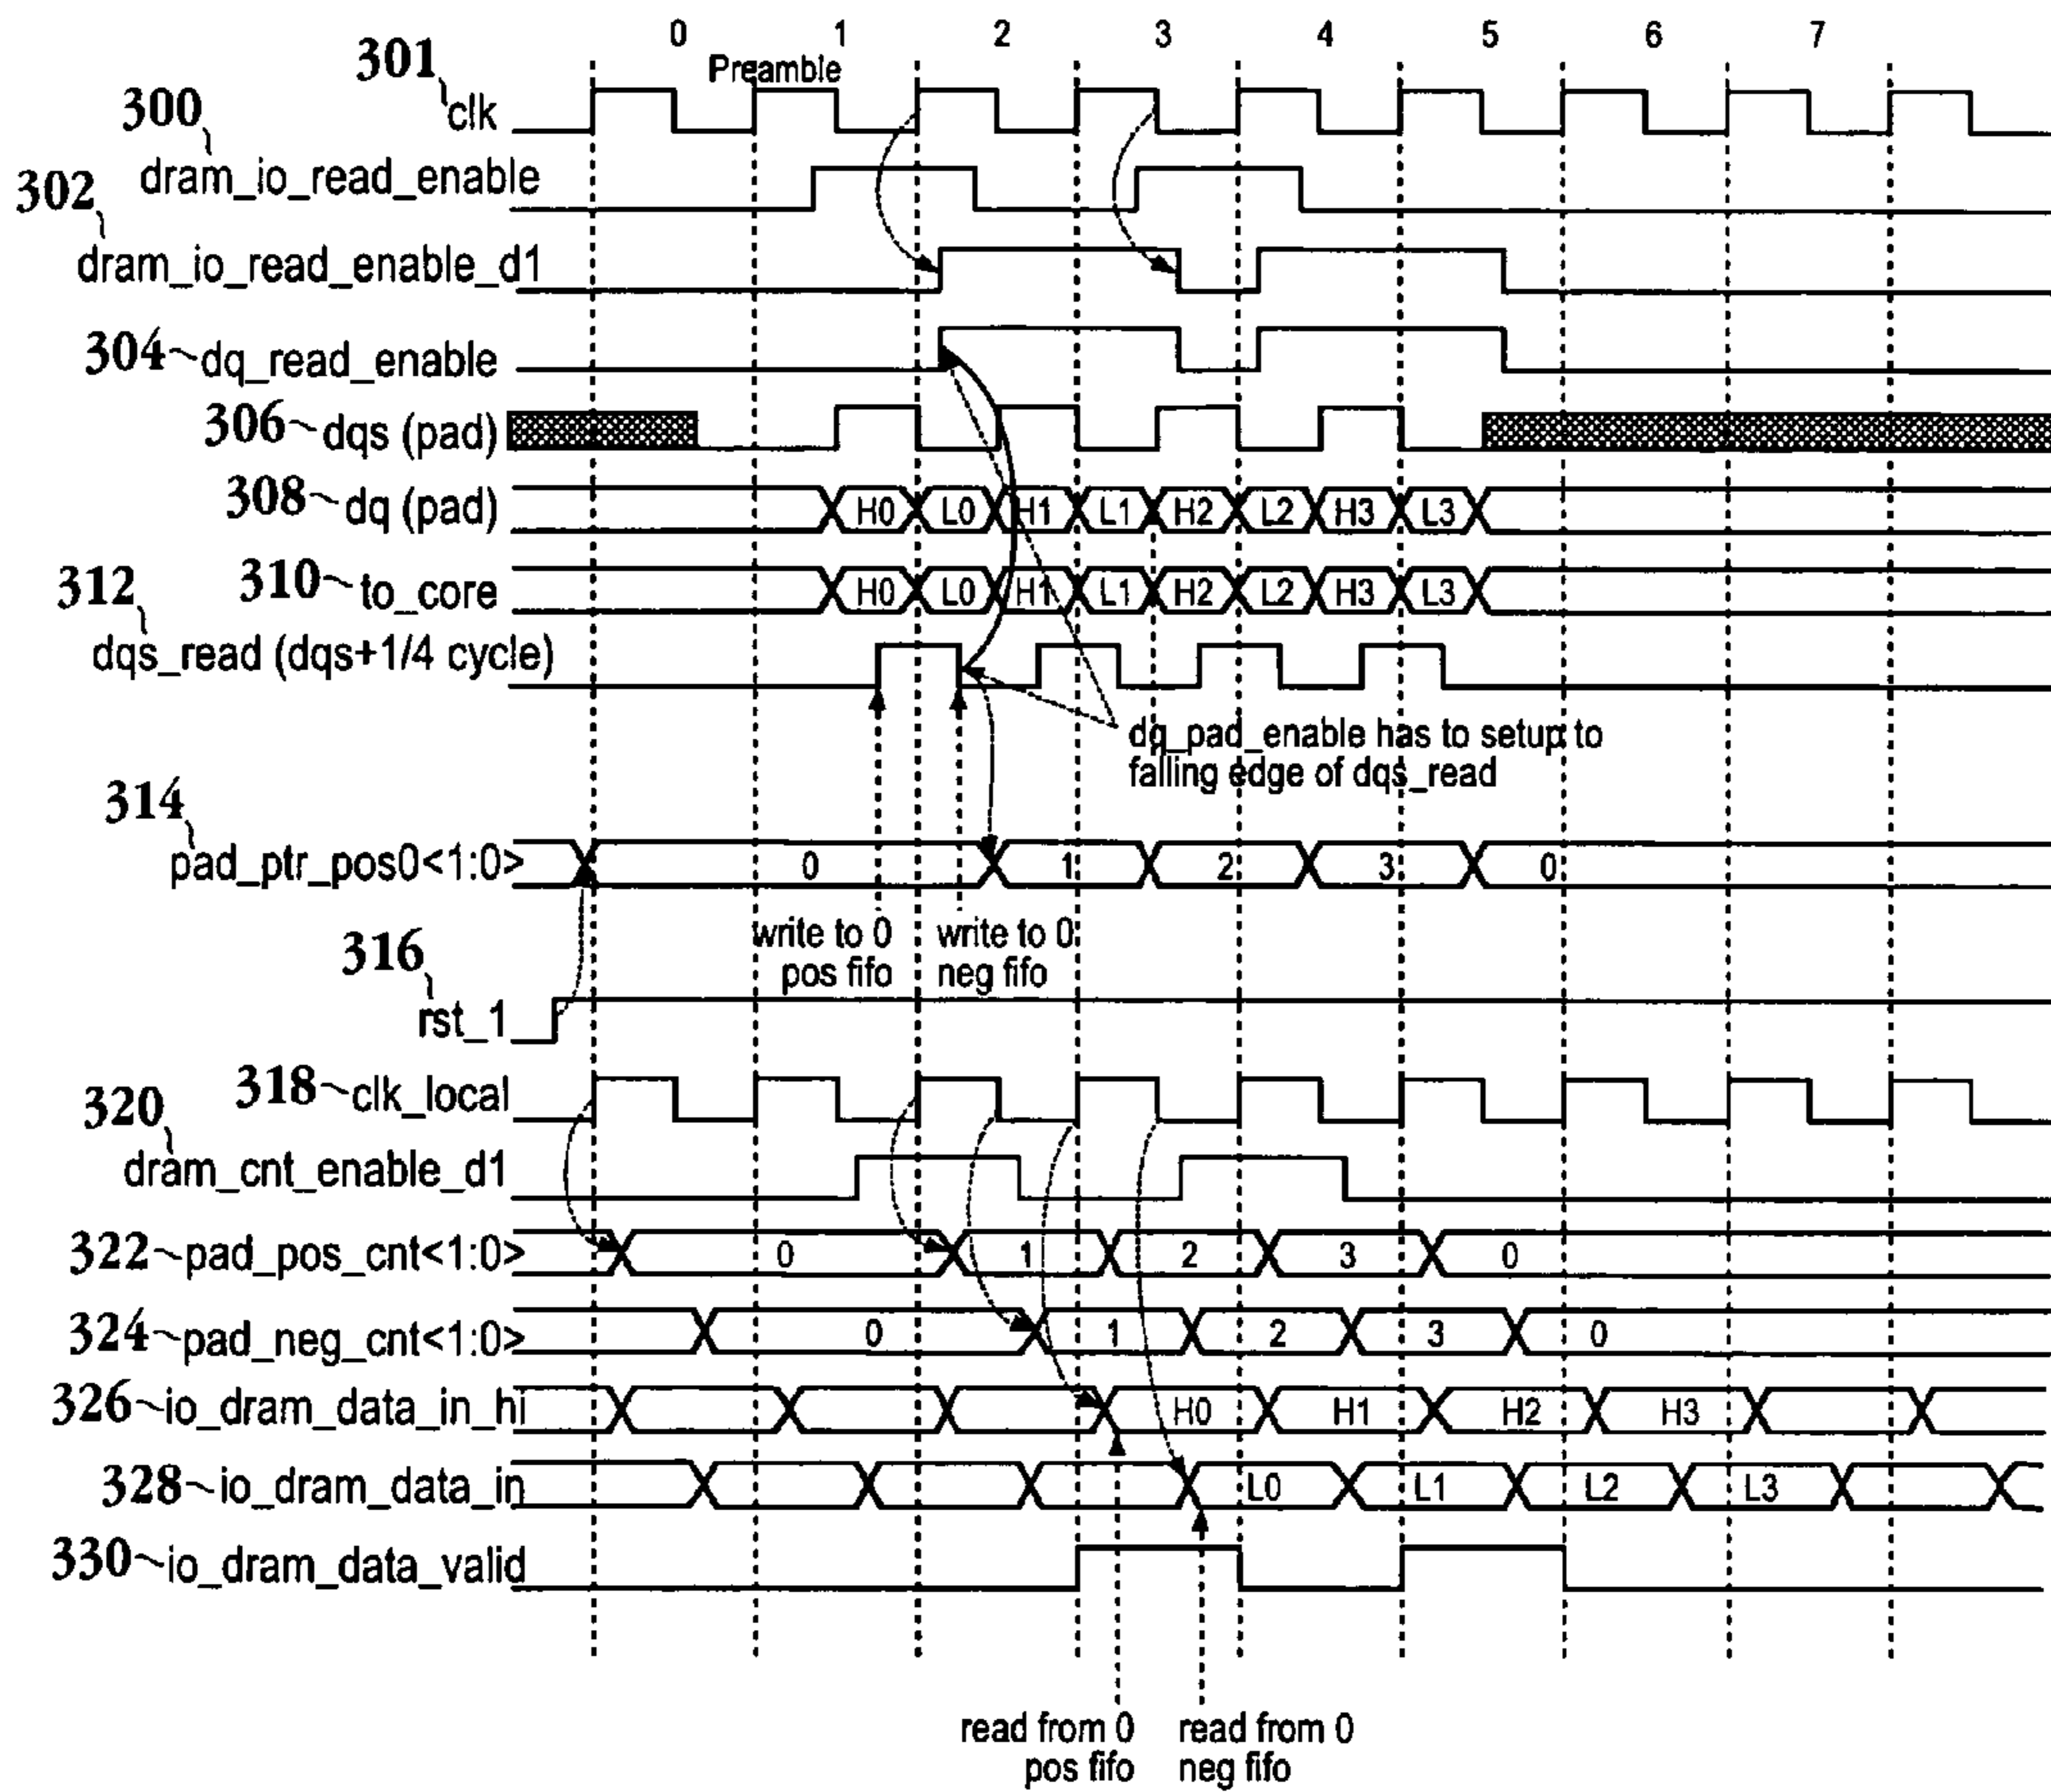 0 1 2 3 4 5 6 7
Preamble
301 clk
300 dram_io_read_enable
302 dram_io_read_enable_d1
304 dq_read_enable
306 dqs (pad)
308 dq (pad) H0 L0 H1 L1 H2 L2 H3 L3
310 to_core H0 L0 H1 L1 H2 L2 H3 L3
312 dqs_read (dqs+1/4 cycle)
dq_pad_enable has to setup to
falling edge of dqs_read
314 pad_ptr_pos0<1:0> 0 1 2 3 0
write to 0 write to 0
pos fifo neg fifo
316 rst_1
318 clk_local
320 dram_cnt_enable_d1
322 pad_pos_cnt<1:0> 0 1 2 3 0
324 pad_neg_cnt<1:0> 0 1 2 3 0
326 io_dram_data_in_hi H0 H1 H2 H3
328 io_dram_data_in L0 L1 L2 L3
330 io_dram_data_valid
read from 0 read from 0
pos fifo neg fifo